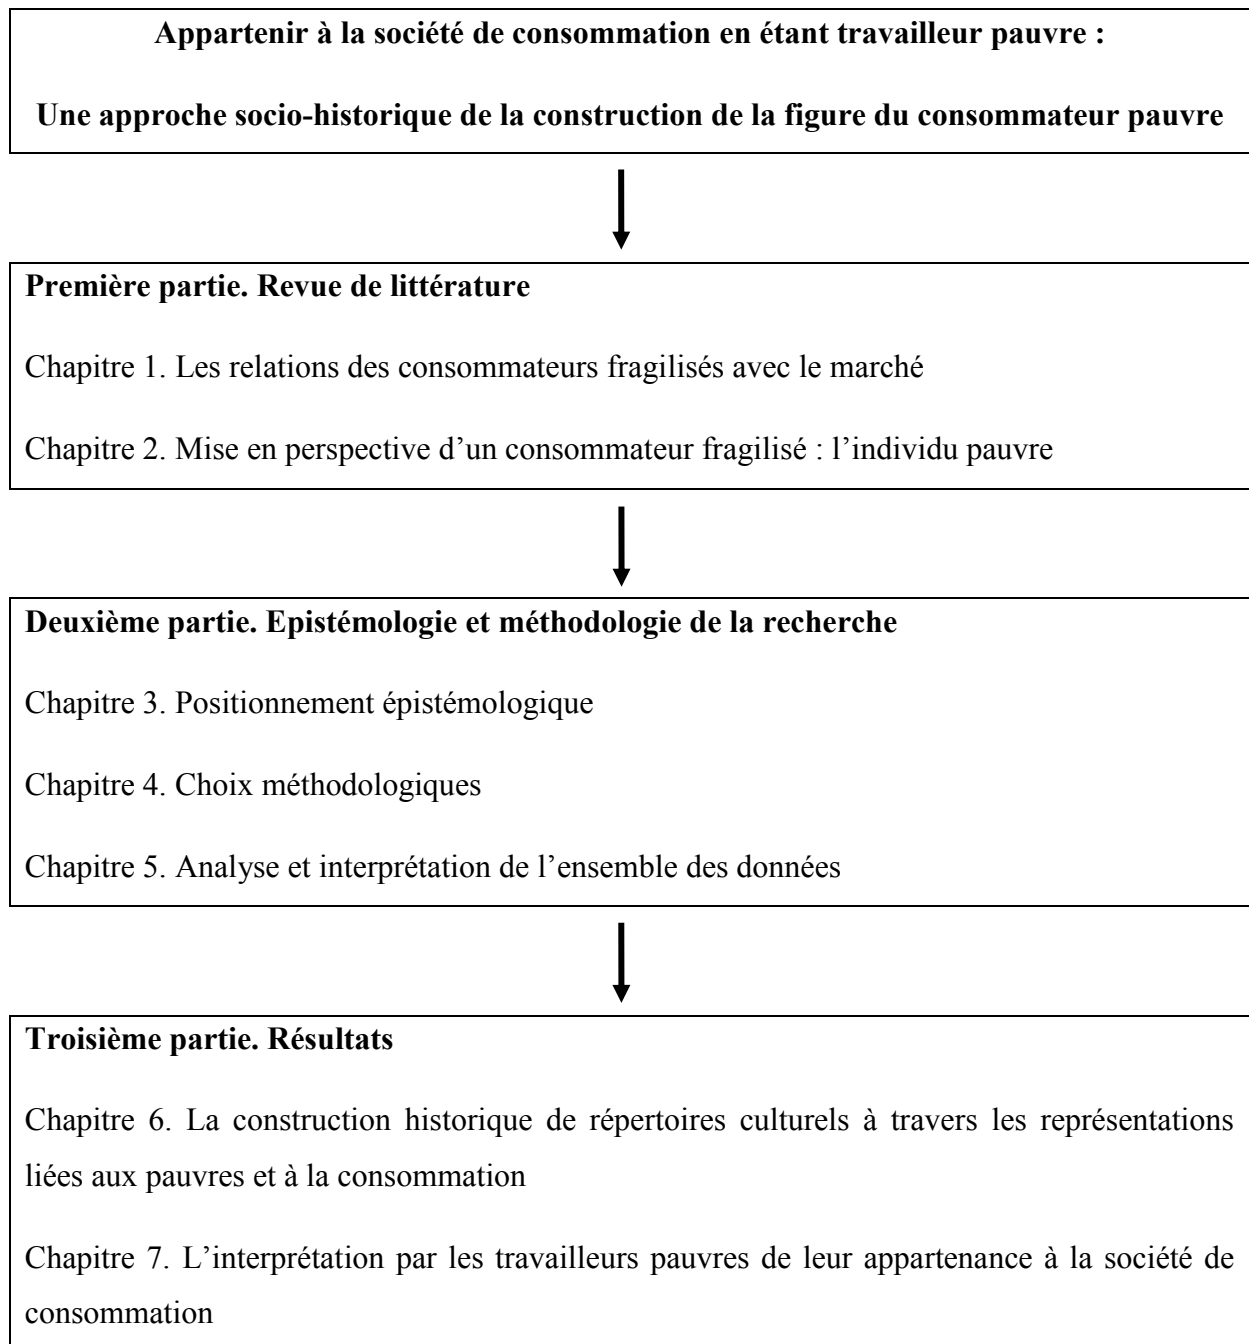 Appartenir à la société de consommation en étant travailleur pauvre :
Une approche socio-historique de la construction de la figure du consommateur pauvre
Première partie. Revue de littérature
Chapitre 1. Les relations des consommateurs fragilisés avec le marché
Chapitre 2. Mise en perspective d’un consommateur fragilisé : l’individu pauvre
Deuxième partie. Epistémologie et méthodologie de la recherche
Chapitre 3. Positionnement épistémologique
Chapitre 4. Choix méthodologiques
Chapitre 5. Analyse et interprétation de l’ensemble des données
Troisième partie. Résultats
Chapitre 6. La construction historique de répertoires culturels à travers les représentations
liées aux pauvres et à la consommation
Chapitre 7. L’interprétation par les travailleurs pauvres de leur appartenance à la société de
consommation